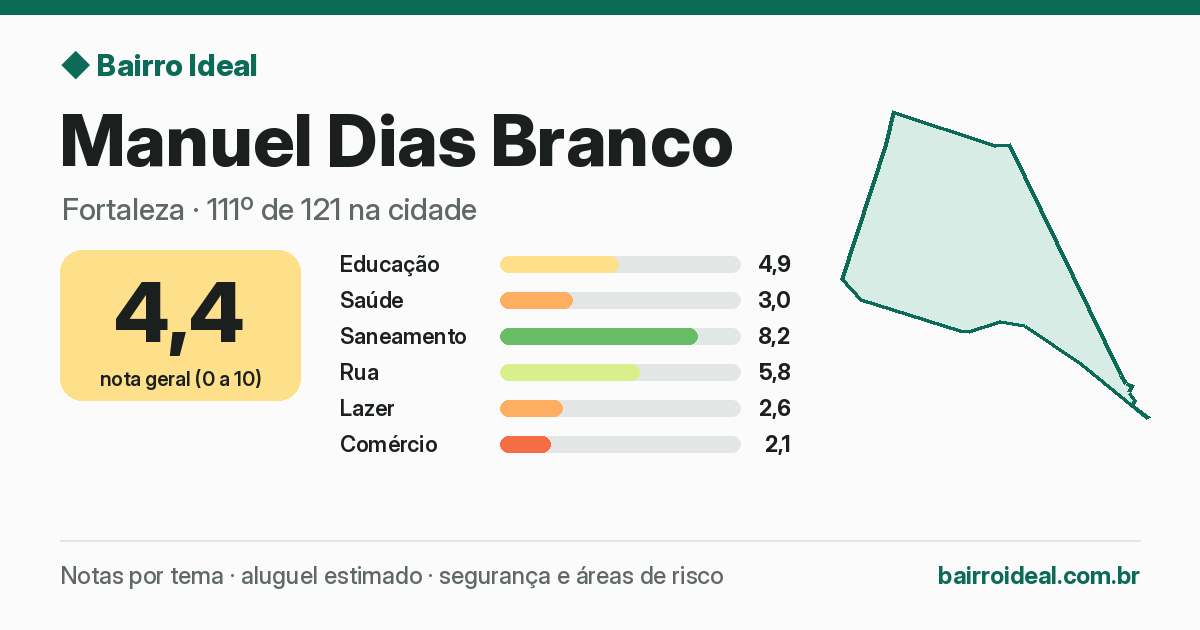 Bairro Ideal
Manuel Dias Branco
Fortaleza · 111º de 121 na cidade
4,4
nota geral (0 a 10)
Educação 4,9
Saúde 3,0
Saneamento 8,2
Rua 5,8
Lazer 2,6
Comércio 2,1
Notas por tema · aluguel estimado · segurança e áreas de risco
bairroideal.com.br